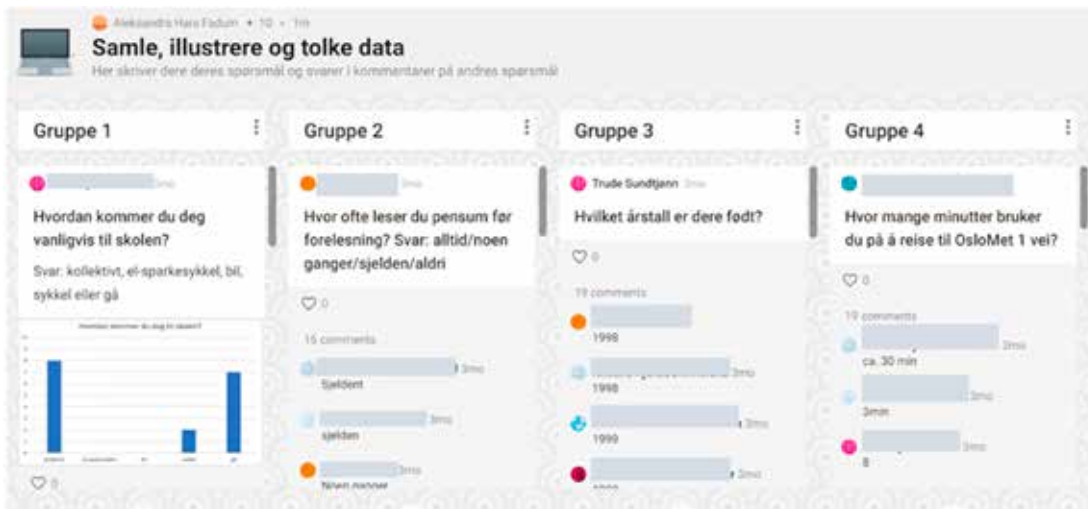 Aleksandra Hara Fadum • 10 • 1m
Samle, illustrere og tolke data
Her skriver dere deres spørsmål og svarer i kommentarer på andres spørsmål
Gruppe 1
3mo
Hvordan kommer du deg
vanligvis til skolen?
Svar: kollektivt, el-sparkesykkel, bil,
sykkel eller gå
Hvordan kommer du deg til skolen?
0
Gruppe 2
3mo
Hvor ofte leser du pensum før
forelesning? Svar: alltid/noen
ganger/sjelden/aldri
0
15 comments
3mo
Sjeldent
3mo
sjelden
3mo
Noen ganger
Gruppe 3
Trude Sundtjønn 3mo
Hvilket årstall er dere født?
0
19 comments
1998
3mo
1998
3mo
1999
3mo
Gruppe 4
Hvor mange minutter bruker
du på å reise til OsloMet 1 vei?
0
19 comments
3mo
ca. 30 min
3mo
3min
3mo
8